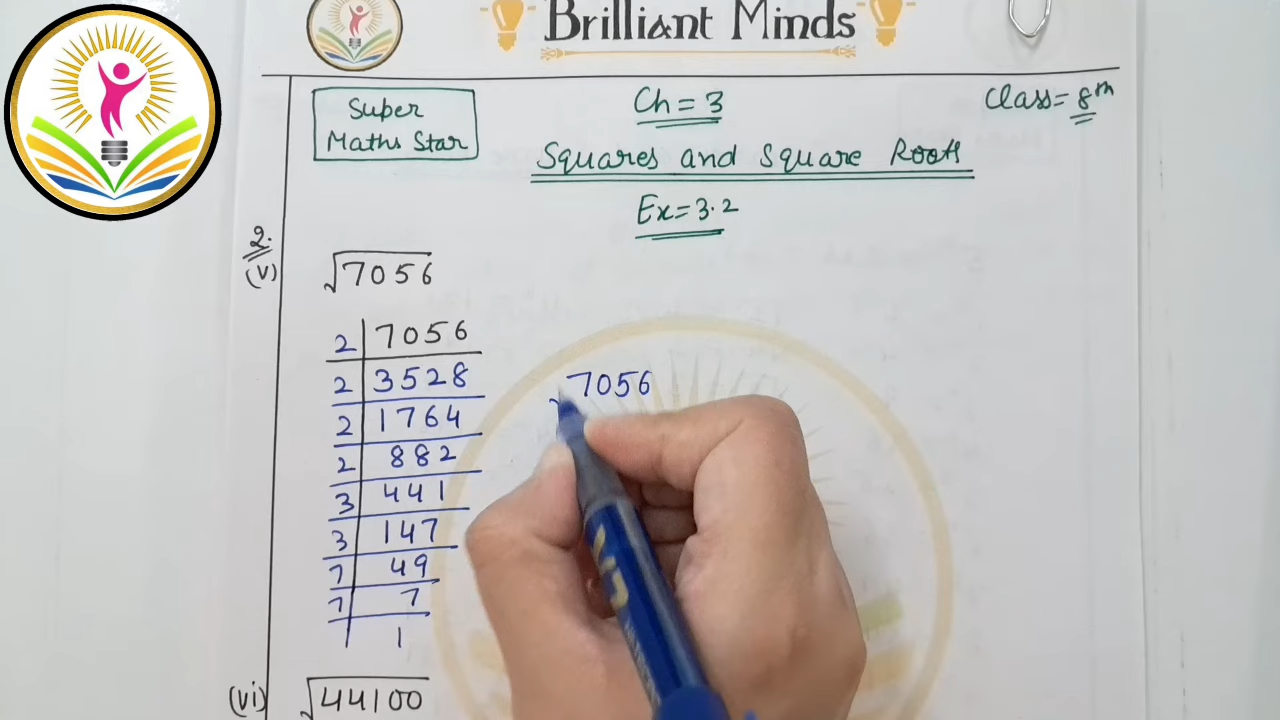 Brilliant Minds
Super
Maths Star
Ch = 3
Class = 8th
Squares and Square Roots
Ex = 3.2
2.
(v)
√7056
2 | 7056
2 | 3528
2 | 1764
2 | 882
3 | 441
3 | 147
7 | 49
7 | 7
1
√7056
(vi) √44100